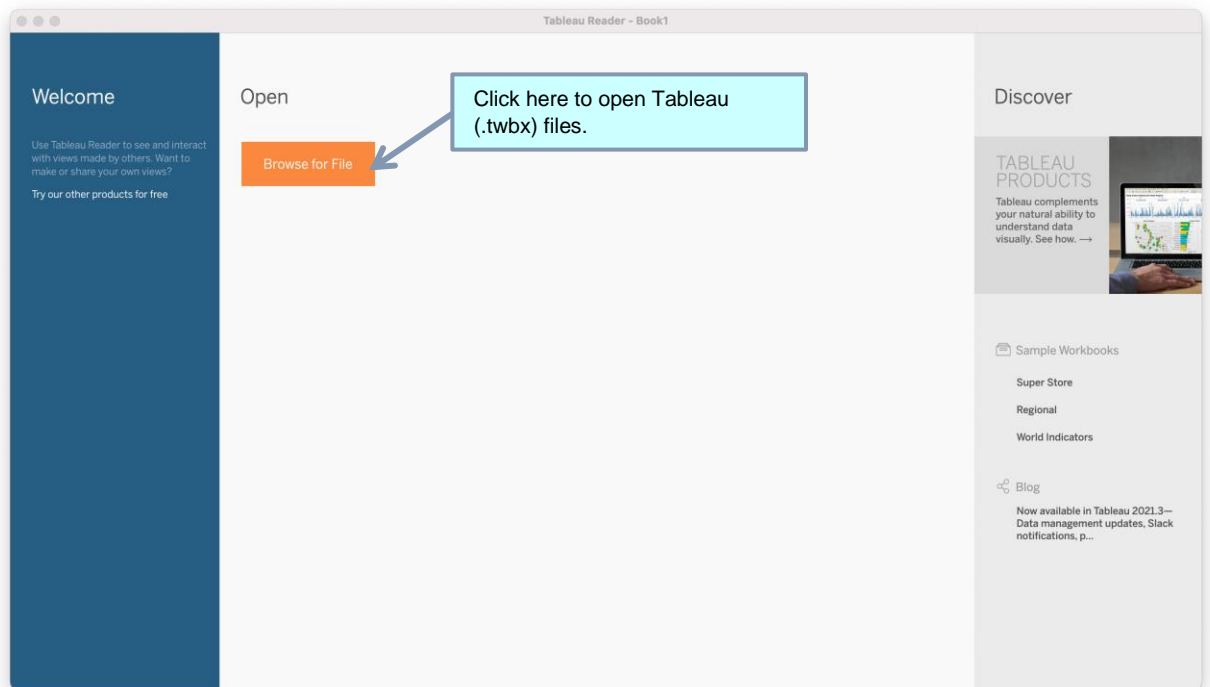 Tableau Reader - Book1
Welcome
Use Tableau Reader to see and interact
with views made by others. Want to
make or share your own views?
Try our other products for free
Open
Browse for File
Click here to open Tableau
(.twbx) files.
Discover
TABLEAU
PRODUCTS
Tableau complements
your natural ability to
understand data
visually. See how. →
Sample Workbooks
Super Store
Regional
World Indicators
Blog
Now available in Tableau 2021.3—
Data management updates, Slack
notifications, p...